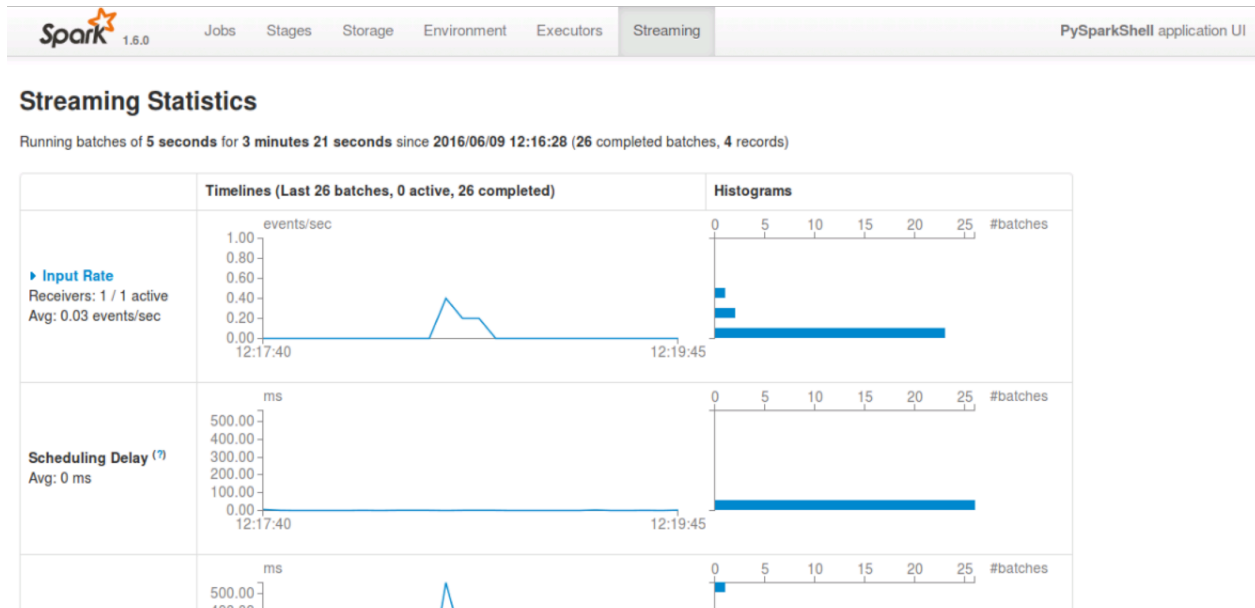 Spark 1.6.0 Jobs Stages Storage Environment Executors Streaming PySparkShell application UI
Streaming Statistics
Running batches of 5 seconds for 3 minutes 21 seconds since 2016/06/09 12:16:28 (26 completed batches, 4 records)
Timelines (Last 26 batches, 0 active, 26 completed) Histograms
Input Rate
Receivers: 1 / 1 active
Avg: 0.03 events/sec
events/sec
1.00
0.80
0.60
0.40
0.20
0.00
12:17:40 12:19:45
0 5 10 15 20 25 #batches
Scheduling Delay (?)
Avg: 0 ms
ms
500.00
400.00
300.00
200.00
100.00
0.00
12:17:40 12:19:45
0 5 10 15 20 25 #batches
ms
500.00
0 5 10 15 20 25 #batches